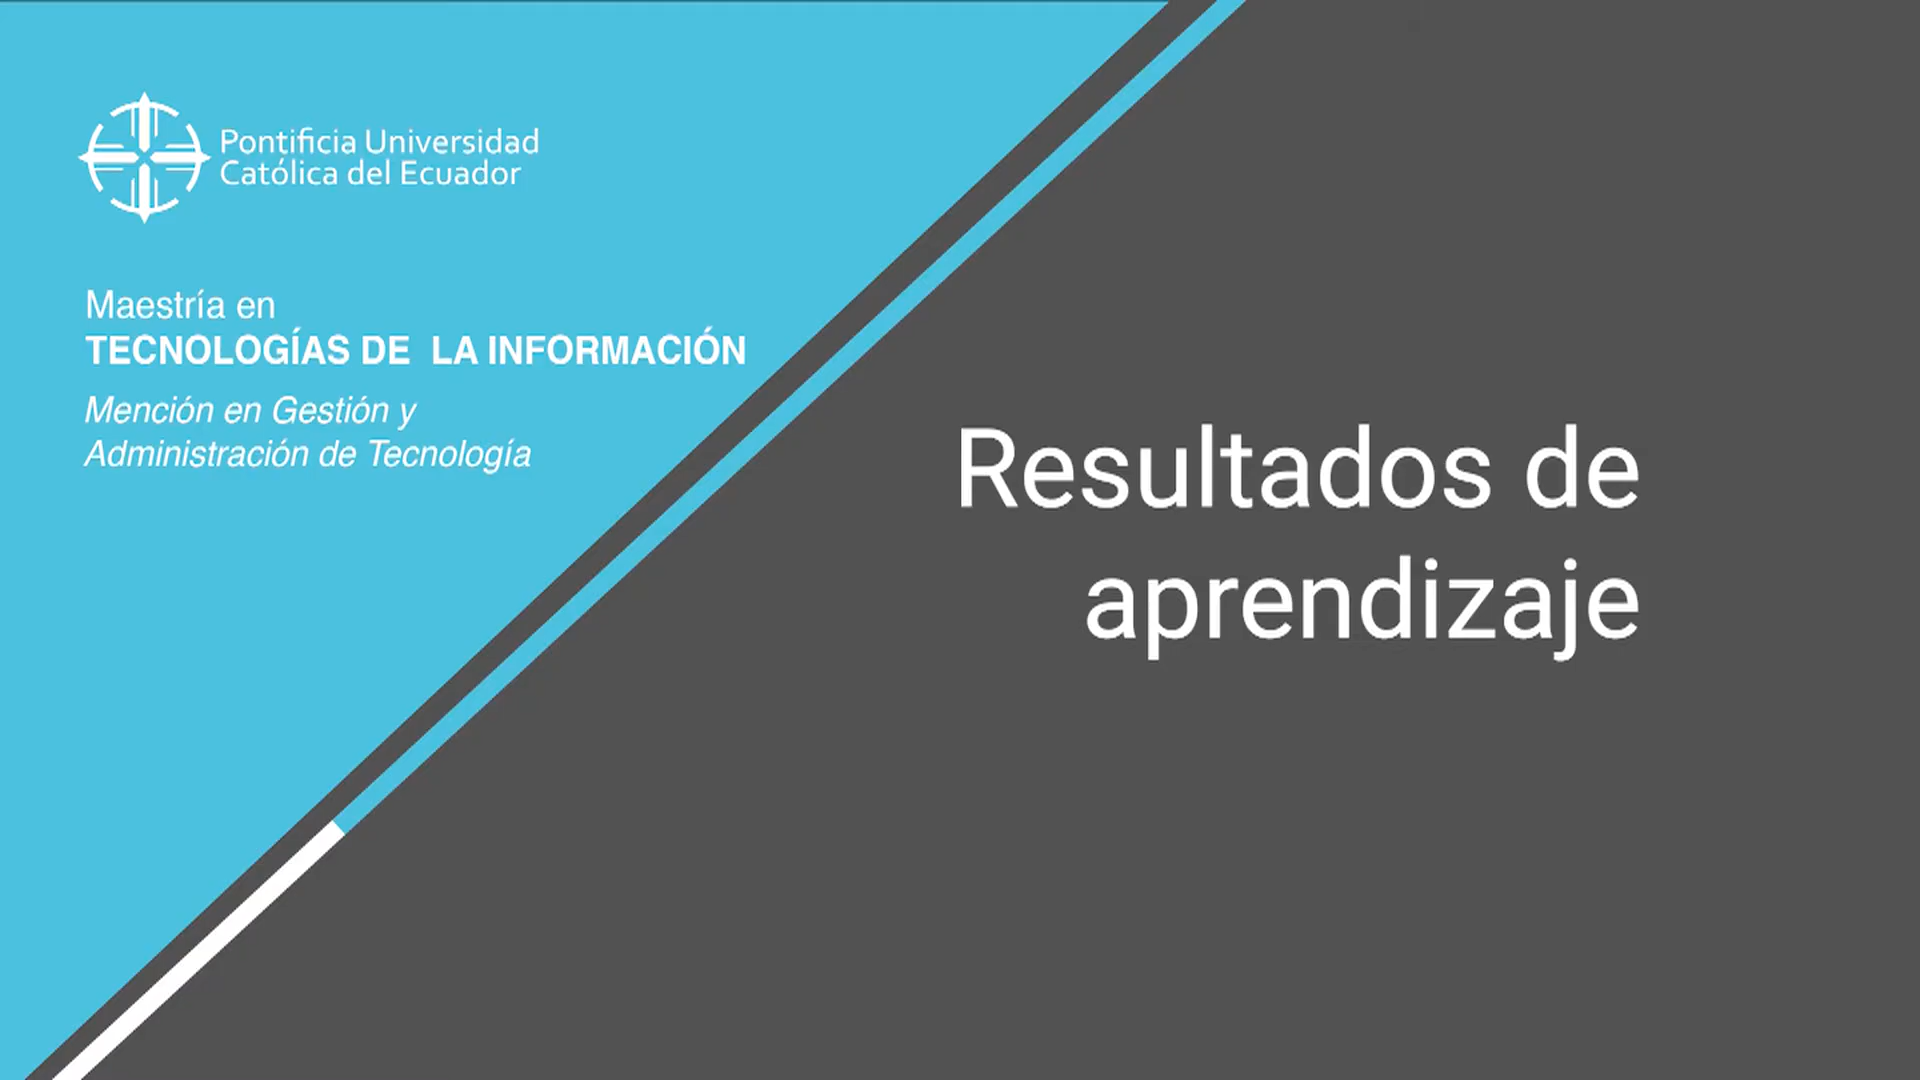 Pontificia Universidad
Católica del Ecuador
Maestría en
TECNOLOGÍAS DE LA INFORMACIÓN
Mención en Gestión y
Administración de Tecnología
Resultados de
aprendizaje